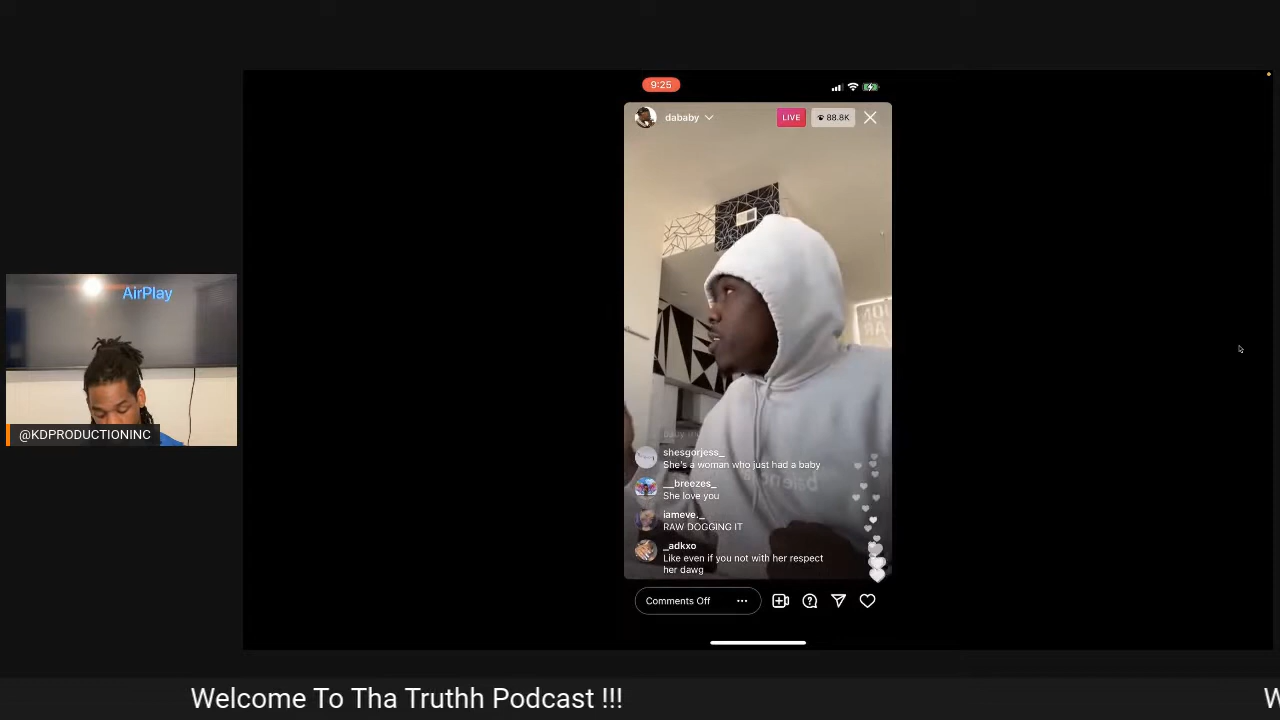 9:25
dababy
LIVE
88.8K
AirPlay
@KDPRODUCTIONINC
shesgorjess_
She's a woman who just had a baby
__breezes_
She love you
iameve._
RAW DOGGING IT
_adkxo
Like even if you not with her respect
her dawg
Comments Off
Welcome To Tha Truthh Podcast !!!
W